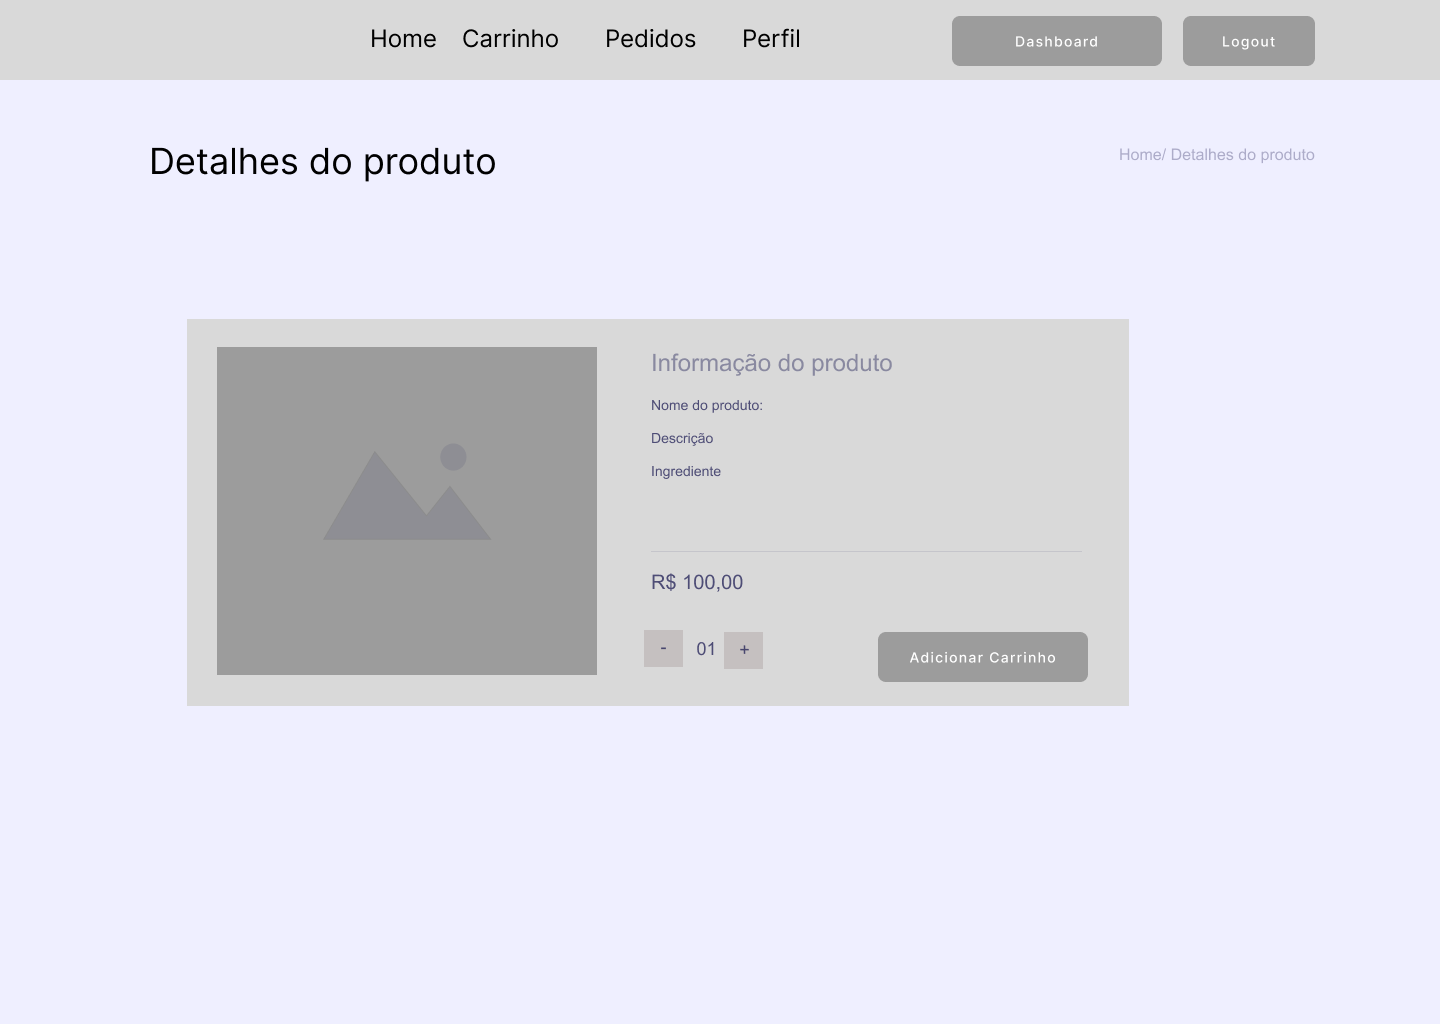 Home Carrinho Pedidos Perfil Dashboard Logout
Detalhes do produto
Home/ Detalhes do produto
Informação do produto
Nome do produto:
Descrição
Ingrediente
R$ 100,00
- 01 +
Adicionar Carrinho